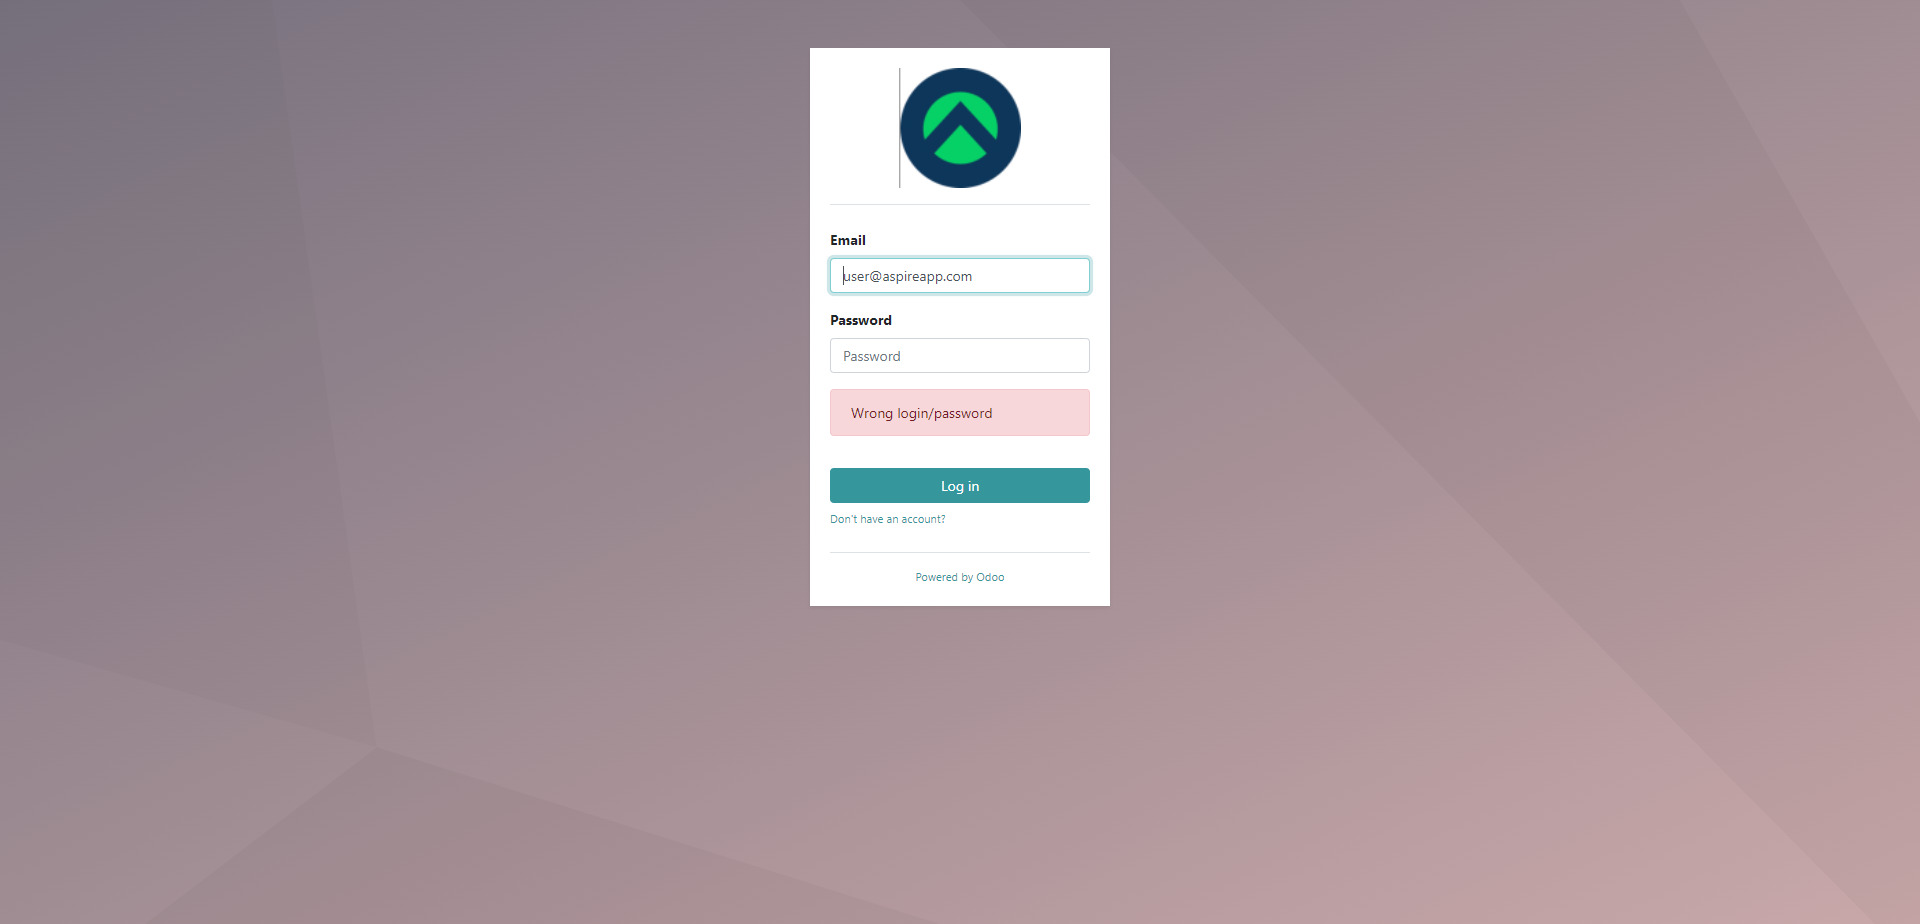 Email
user@aspireapp.com
Password
Password
Wrong login/password
Log in
Don't have an account?
Powered by Odoo